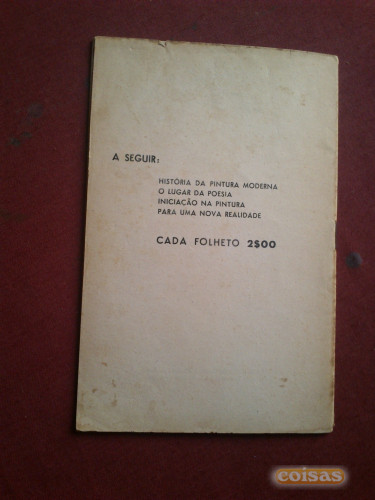 A SEGUIR:
HISTÓRIA DA PINTURA MODERNA
O LUGAR DA POESIA
INICIAÇÃO NA PINTURA
PARA UMA NOVA REALIDADE
CADA FOLHETO 2$00
coisas